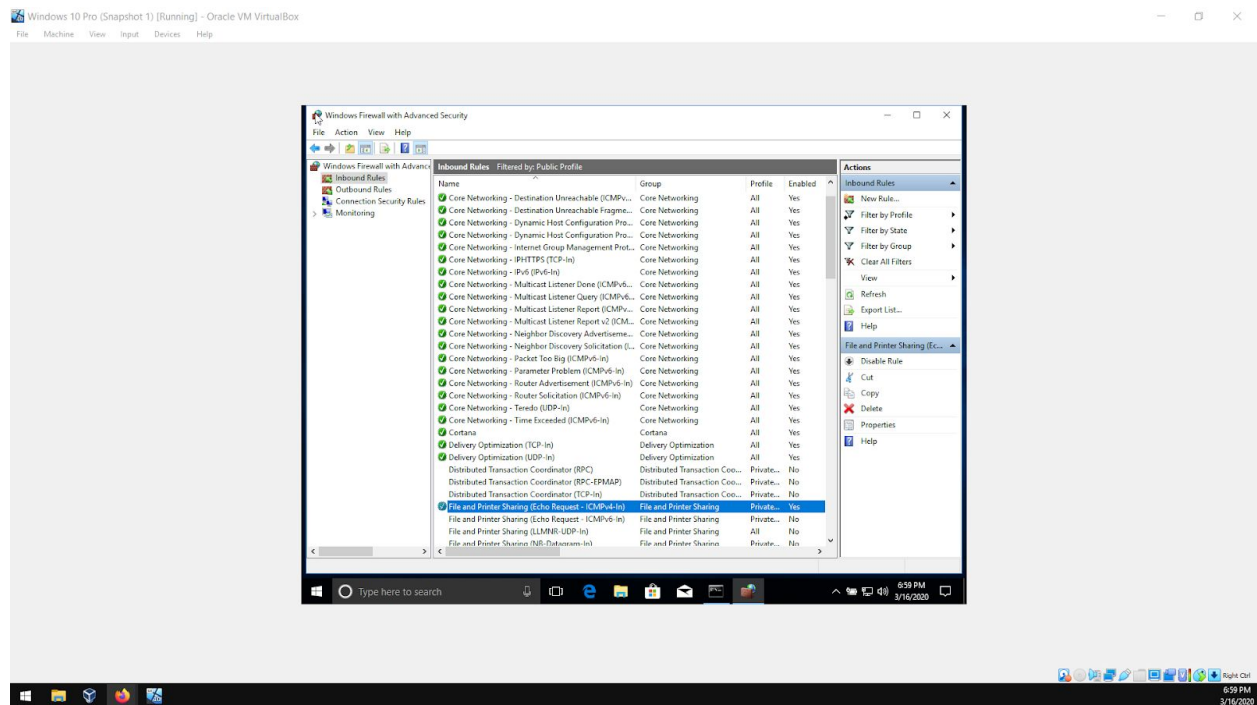 Windows 10 Pro (Snapshot 1) [Running] - Oracle VM VirtualBox
File Machine View Input Devices Help
Windows Firewall with Advanced Security
File Action View Help
Windows Firewall with Advance
Inbound Rules
Outbound Rules
Connection Security Rules
Monitoring
Inbound Rules Filtered by: Public Profile
Name Group Profile Enabled
Core Networking - Destination Unreachable (ICMPv... Core Networking All Yes
Core Networking - Destination Unreachable Fragme... Core Networking All Yes
Core Networking - Dynamic Host Configuration Pro... Core Networking All Yes
Core Networking - Dynamic Host Configuration Pro... Core Networking All Yes
Core Networking - Internet Group Management Prot... Core Networking All Yes
Core Networking - IPHTTPS (TCP-In) Core Networking All Yes
Core Networking - IPv6 (IPv6-In) Core Networking All Yes
Core Networking - Multicast Listener Done (ICMPv6... Core Networking All Yes
Core Networking - Multicast Listener Query (ICMPv6... Core Networking All Yes
Core Networking - Multicast Listener Report (ICMPv... Core Networking All Yes
Core Networking - Multicast Listener Report v2 (ICM... Core Networking All Yes
Core Networking - Neighbor Discovery Advertiseme... Core Networking All Yes
Core Networking - Neighbor Discovery Solicitation (I... Core Networking All Yes
Core Networking - Packet Too Big (ICMPv6-In) Core Networking All Yes
Core Networking - Parameter Problem (ICMPv6-In) Core Networking All Yes
Core Networking - Router Advertisement (ICMPv6-In) Core Networking All Yes
Core Networking - Router Solicitation (ICMPv6-In) Core Networking All Yes
Core Networking - Teredo (UDP-In) Core Networking All Yes
Core Networking - Time Exceeded (ICMPv6-In) Core Networking All Yes
Cortana Cortana All Yes
Delivery Optimization (TCP-In) Delivery Optimization All Yes
Delivery Optimization (UDP-In) Delivery Optimization All Yes
Distributed Transaction Coordinator (RPC) Distributed Transaction Coo... Private... No
Distributed Transaction Coordinator (RPC-EPMAP) Distributed Transaction Coo... Private... No
Distributed Transaction Coordinator (TCP-In) Distributed Transaction Coo... Private... No
File and Printer Sharing (Echo Request - ICMPv4-In) File and Printer Sharing Private... Yes
File and Printer Sharing (Echo Request - ICMPv6-In) File and Printer Sharing Private... No
File and Printer Sharing (LLMNR-UDP-In) File and Printer Sharing All No
File and Printer Sharing (NB-Datagram-In) File and Printer Sharing Private... No
Actions
Inbound Rules
New Rule...
Filter by Profile
Filter by State
Filter by Group
Clear All Filters
View
Refresh
Export List...
Help
File and Printer Sharing (Ec...
Disable Rule
Cut
Copy
Delete
Properties
Help
Type here to search
6:59 PM
3/16/2020
Right Ctrl
6:59 PM
3/16/2020